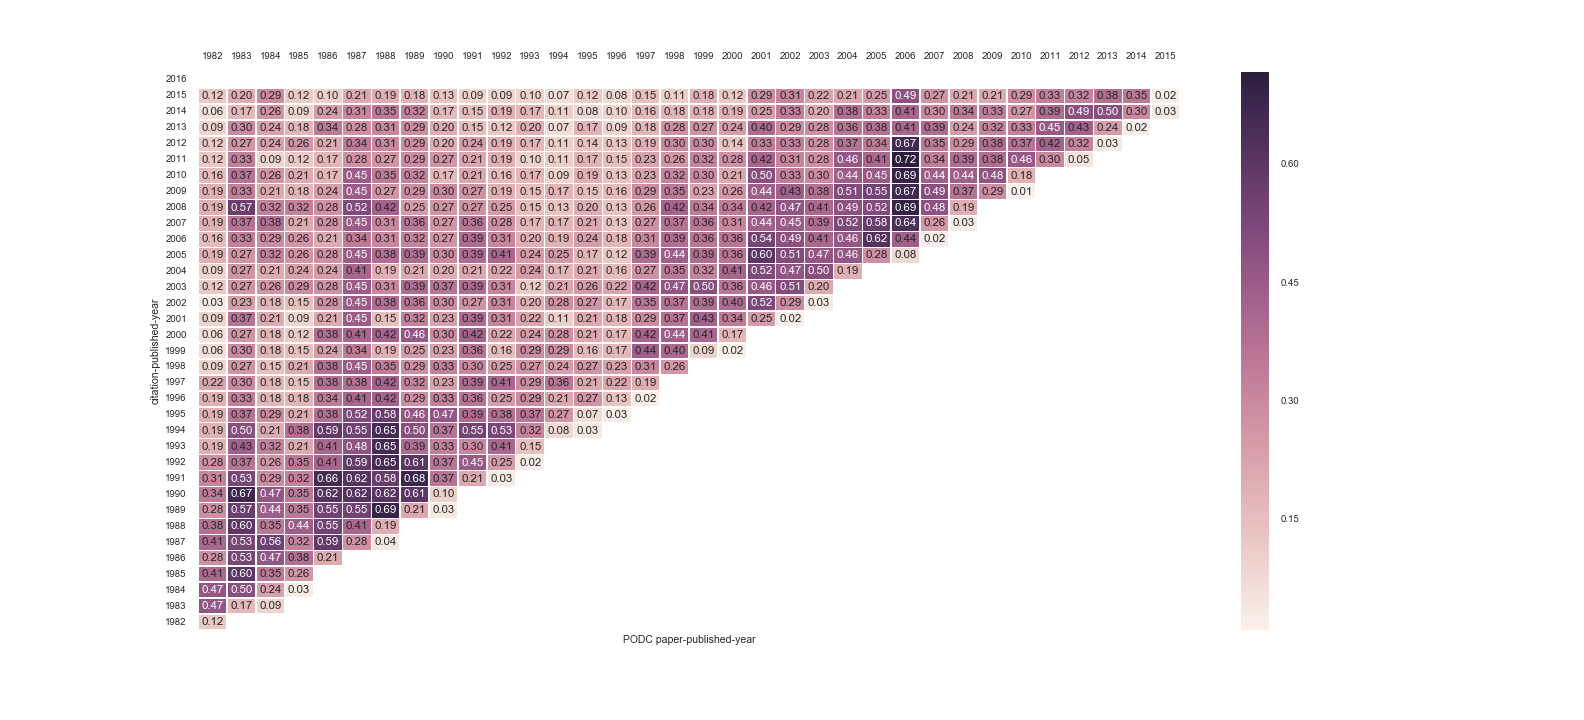 1982 1983 1984 1985 1986 1987 1988 1989 1990 1991 1992 1993 1994 1995 1996 1997 1998 1999 2000 2001 2002 2003 2004 2005 2006 2007 2008 2009 2010 2011 2012 2013 2014 2015
2016
2015 0.12 0.20 0.29 0.12 0.10 0.21 0.19 0.18 0.13 0.09 0.09 0.10 0.07 0.12 0.08 0.15 0.11 0.18 0.12 0.29 0.31 0.22 0.21 0.25 0.49 0.27 0.21 0.21 0.29 0.33 0.32 0.38 0.35 0.02
2014 0.06 0.17 0.26 0.09 0.24 0.31 0.35 0.32 0.17 0.15 0.19 0.17 0.11 0.08 0.10 0.16 0.18 0.18 0.19 0.25 0.33 0.20 0.38 0.33 0.41 0.30 0.34 0.33 0.27 0.39 0.49 0.50 0.30 0.03
2013 0.09 0.30 0.24 0.18 0.34 0.28 0.31 0.29 0.20 0.15 0.12 0.20 0.07 0.17 0.09 0.18 0.28 0.27 0.24 0.40 0.29 0.28 0.36 0.38 0.41 0.39 0.24 0.32 0.33 0.45 0.43 0.24 0.02
2012 0.12 0.27 0.24 0.26 0.21 0.34 0.31 0.29 0.20 0.24 0.19 0.17 0.11 0.14 0.13 0.19 0.30 0.30 0.14 0.33 0.33 0.28 0.37 0.34 0.67 0.35 0.29 0.38 0.37 0.42 0.32 0.03
2011 0.12 0.33 0.09 0.12 0.17 0.28 0.27 0.29 0.27 0.21 0.19 0.10 0.11 0.17 0.15 0.23 0.26 0.32 0.28 0.42 0.31 0.28 0.46 0.41 0.72 0.34 0.39 0.38 0.46 0.30 0.05
2010 0.16 0.37 0.26 0.21 0.17 0.45 0.35 0.32 0.17 0.21 0.16 0.17 0.09 0.19 0.13 0.23 0.32 0.30 0.21 0.50 0.33 0.30 0.44 0.45 0.69 0.44 0.44 0.48 0.18
2009 0.19 0.33 0.21 0.18 0.24 0.45 0.27 0.29 0.30 0.27 0.19 0.15 0.17 0.15 0.16 0.29 0.35 0.23 0.26 0.44 0.43 0.38 0.51 0.55 0.67 0.49 0.37 0.29 0.01
2008 0.19 0.57 0.32 0.32 0.28 0.52 0.42 0.25 0.27 0.27 0.25 0.15 0.13 0.20 0.13 0.26 0.42 0.34 0.34 0.42 0.47 0.41 0.49 0.52 0.69 0.48 0.19
2007 0.19 0.37 0.38 0.21 0.28 0.45 0.31 0.36 0.27 0.36 0.28 0.17 0.17 0.21 0.13 0.27 0.37 0.36 0.31 0.44 0.45 0.39 0.52 0.58 0.64 0.26 0.03
2006 0.16 0.33 0.29 0.26 0.21 0.34 0.31 0.32 0.27 0.39 0.31 0.20 0.19 0.24 0.18 0.31 0.39 0.36 0.36 0.54 0.49 0.41 0.46 0.62 0.44 0.02
2005 0.19 0.27 0.32 0.26 0.28 0.45 0.38 0.39 0.30 0.39 0.41 0.24 0.25 0.17 0.12 0.39 0.44 0.39 0.36 0.60 0.51 0.47 0.46 0.28 0.08
2004 0.09 0.27 0.21 0.24 0.24 0.41 0.19 0.21 0.20 0.21 0.22 0.24 0.17 0.21 0.16 0.27 0.35 0.32 0.41 0.52 0.47 0.50 0.19
2003 0.12 0.27 0.26 0.29 0.28 0.45 0.31 0.39 0.37 0.39 0.31 0.12 0.21 0.26 0.22 0.42 0.47 0.50 0.36 0.46 0.51 0.20
2002 0.03 0.23 0.18 0.15 0.28 0.45 0.38 0.36 0.30 0.27 0.31 0.20 0.28 0.27 0.17 0.35 0.37 0.39 0.40 0.52 0.29 0.03
2001 0.09 0.37 0.21 0.09 0.21 0.45 0.15 0.32 0.23 0.39 0.31 0.22 0.11 0.21 0.18 0.29 0.37 0.43 0.34 0.25 0.02
2000 0.06 0.27 0.18 0.12 0.38 0.41 0.42 0.46 0.30 0.42 0.22 0.24 0.28 0.21 0.17 0.42 0.44 0.41 0.17
1999 0.06 0.30 0.18 0.15 0.24 0.34 0.19 0.25 0.23 0.36 0.16 0.29 0.29 0.16 0.17 0.44 0.40 0.09 0.02
1998 0.09 0.27 0.15 0.21 0.38 0.45 0.35 0.29 0.33 0.30 0.25 0.27 0.24 0.27 0.23 0.31 0.26
1997 0.22 0.30 0.18 0.15 0.38 0.38 0.42 0.32 0.23 0.39 0.41 0.29 0.36 0.21 0.22 0.19
1996 0.19 0.33 0.18 0.18 0.34 0.41 0.42 0.29 0.33 0.36 0.25 0.29 0.21 0.27 0.13 0.02
1995 0.19 0.37 0.29 0.21 0.38 0.52 0.58 0.46 0.47 0.39 0.38 0.37 0.27 0.07 0.03
1994 0.19 0.50 0.21 0.38 0.59 0.55 0.65 0.50 0.37 0.55 0.53 0.32 0.08 0.03
1993 0.19 0.43 0.32 0.21 0.41 0.48 0.65 0.39 0.33 0.30 0.41 0.15
1992 0.28 0.37 0.26 0.35 0.41 0.59 0.65 0.61 0.37 0.45 0.25 0.02
1991 0.31 0.53 0.29 0.32 0.66 0.62 0.58 0.68 0.37 0.21 0.03
1990 0.34 0.67 0.47 0.35 0.62 0.62 0.62 0.61 0.10
1989 0.28 0.57 0.44 0.35 0.55 0.55 0.69 0.21 0.03
1988 0.38 0.60 0.35 0.44 0.55 0.41 0.19
1987 0.41 0.53 0.56 0.32 0.59 0.28 0.04
1986 0.28 0.53 0.47 0.38 0.21
1985 0.41 0.60 0.35 0.26
1984 0.47 0.50 0.24 0.03
1983 0.47 0.17 0.09
1982 0.12
citation-published-year
PODC paper-published-year
0.60
0.45
0.30
0.15